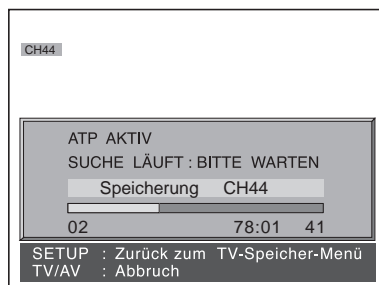 CH44
ATP AKTIV
SUCHE LÄUFT : BITTE WARTEN
Speicherung CH44
02 78:01 41
SETUP : Zurück zum TV-Speicher-Menü
TV/AV : Abbruch